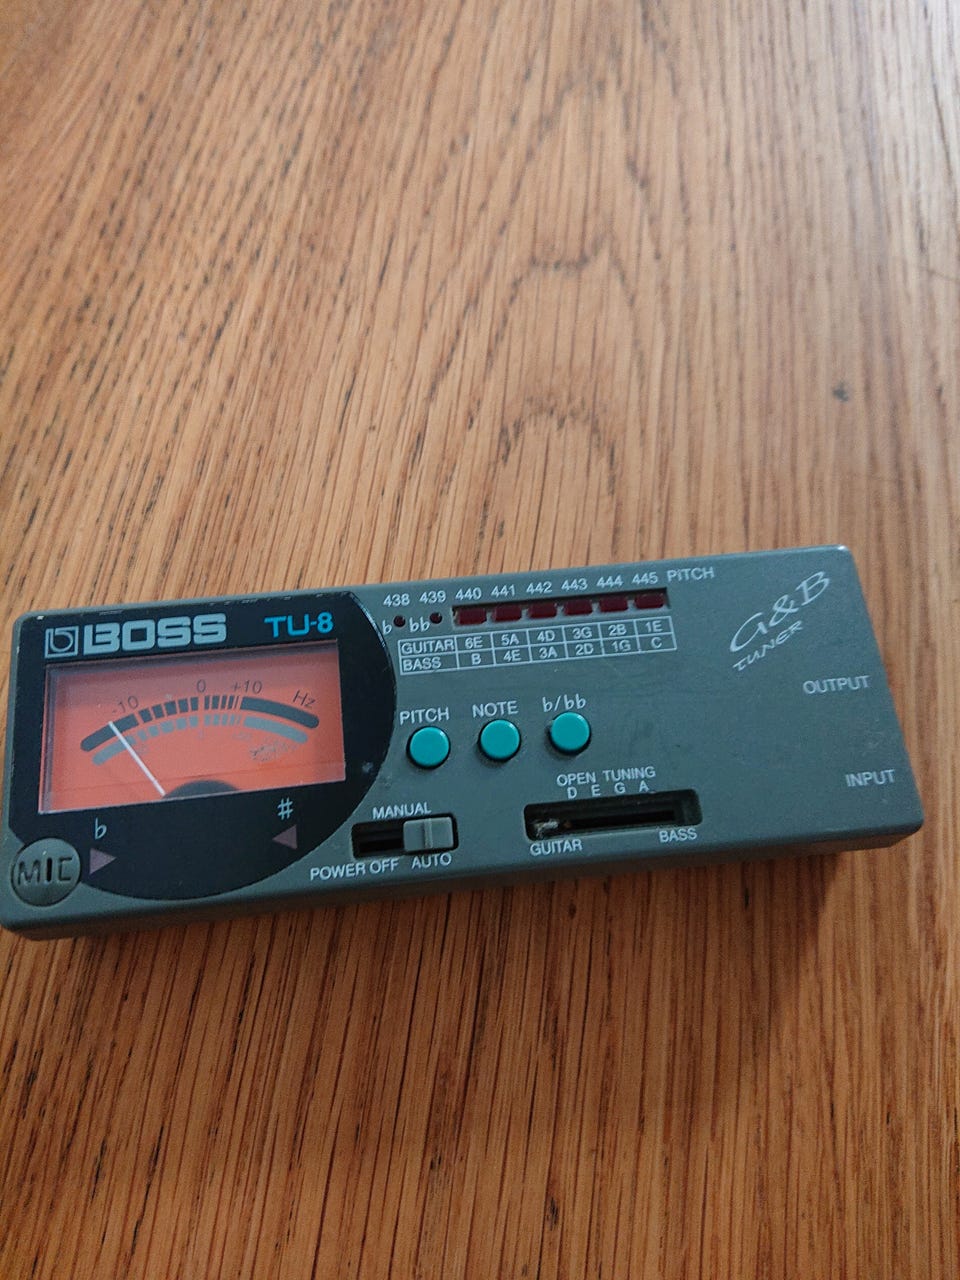 BOSS TU-8
-10 0 +10 Hz
♭ ♯
MIC
438 439 440 441 442 443 444 445 PITCH
♭ ♭♭
GUITAR 6E 5A 4D 3G 2B 1E
BASS B 4E 3A 2D 1G C
PITCH NOTE ♭/♭♭
MANUAL
POWER OFF AUTO
OPEN TUNING
D E G A
GUITAR BASS
G&B
TUNER
OUTPUT
INPUT